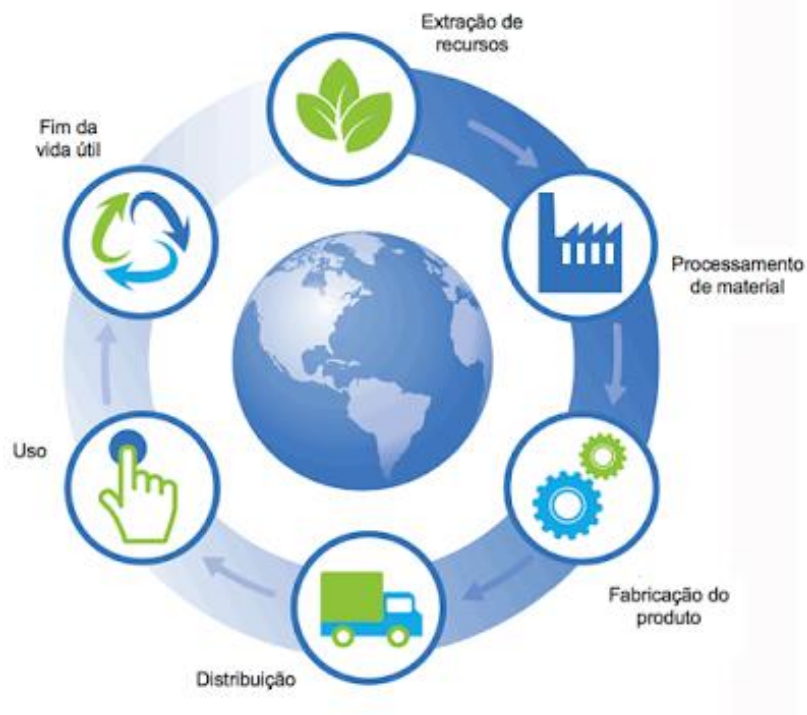 Extração de
recursos
Processamento
de material
Fabricação do
produto
Distribuição
Uso
Fim da
vida útil